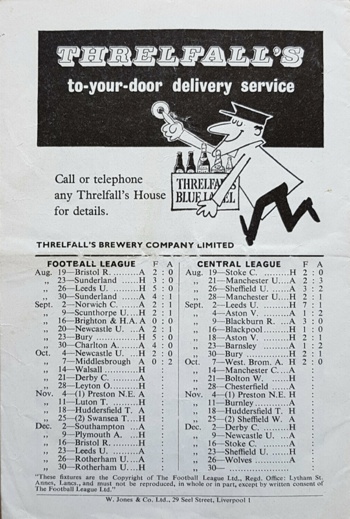 THRELFALL'S
to-your-door delivery service
THRELFALL'S
BLUE LABEL
Call or telephone
any Threlfall's House
for details.
THRELFALL'S BREWERY COMPANY LIMITED
FOOTBALL LEAGUE F A
Aug. 19—Bristol R. ........A 2 : 0
„ 23—Sunderland ......H 3 : 0
„ 26—Leeds U. .........H 5 : 0
„ 30—Sunderland ......A 4 : 1
Sept. 2—Norwich C. ......A 2 : 1
„ 9—Scunthorpe U....H 2 : 1
„ 16—Brighton & H.A. A 0 : 0
„ 20—Newcastle U. ...A 2 : 1
„ 23—Bury ...............H 5 : 0
„ 30—Charlton A. ......A 4 : 0
Oct. 4—Newcastle U. ...H 2 : 0
„ 7—Middlesbrough A 0 : 2
„ 14—Walsall ............H :
„ 21—Derby C. .........A :
„ 28—Leyton O. ........H :
Nov. 4—(1) Preston N.E. A :
„ 11—Luton T. .........H :
„ 18—Huddersfield T. A :
„ 25—(2) Swansea T....H :
Dec. 2—Southampton ...A :
„ 9—Plymouth A. ......H :
„ 16—Bristol R. .........H :
„ 23—Leeds U. .........A :
„ 26—Rotherham U....A :
„ 30—Rotherham U....H :
CENTRAL LEAGUE F A
Aug. 19—Stoke C. .........H 2 : 0
„ 21—Manchester U....A 2 : 3
„ 26—Sheffield U. ......A 3 : 2
„ 28—Manchester U....H 2 : 1
Sept. 2—Leeds U. .........H 7 : 1
„ 4—Aston V. .........A 1 : 2
„ 9—Blackburn R. ...A 3 : 0
„ 16—Blackpool .........H 1 : 0
„ 18—Aston V. .........H 2 : 1
„ 23—Barnsley .........A 1 : 2
„ 30—Bury ...............H 2 : 1
Oct. 7—West. Brom. A. H 2 : 0
„ 14—Manchester C....A :
„ 21—Bolton W. ........H :
„ 28—Chesterfield ......A :
Nov. 4—(1) Preston N.E. H :
„ 11—Burnley ............A :
„ 18—Huddersfield T. H :
„ 25—(2) Sheffield W. A :
Dec. 2—Derby C. .........H :
„ 9—Newcastle U. ...A :
„ 16—Stoke C. .........A :
„ 23—Sheffield U. ......H :
„ 26—Wolves ............A :
„ 30—
"These fixtures are the Copyright of The Football League Ltd., Regd. Office: Lytham St. Annes, Lancs., and must not be reproduced, in whole or in part, except by written consent of The Football League Ltd."
W. Jones & Co. Ltd., 29 Seel Street, Liverpool 1